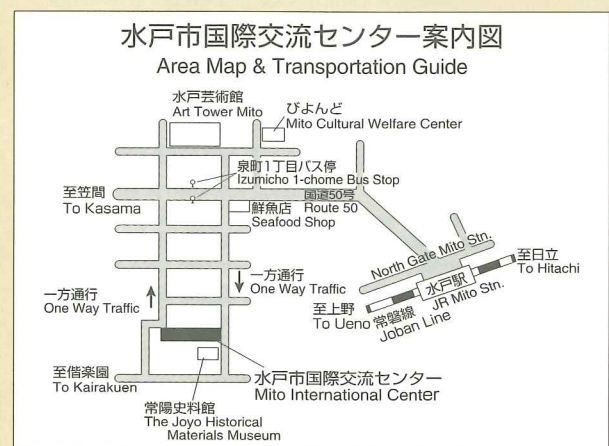 水戸市国際交流センター案内図
Area Map & Transportation Guide
水戸芸術館
Art Tower Mito
びよんど
Mito Cultural Welfare Center
泉町1丁目バス停
Izumicho 1-chome Bus Stop
至笠間
To Kasama
国道50号
Route 50
鮮魚店
Seafood Shop
North Gate Mito Stn.
至日立
To Hitachi
水戸駅
JR Mito Stn.
至上野
To Ueno
常磐線
Joban Line
一方通行
One Way Traffic
一方通行
One Way Traffic
至偕楽園
To Kairakuen
水戸市国際交流センター
Mito International Center
常陽史料館
The Joyo Historical
Materials Museum